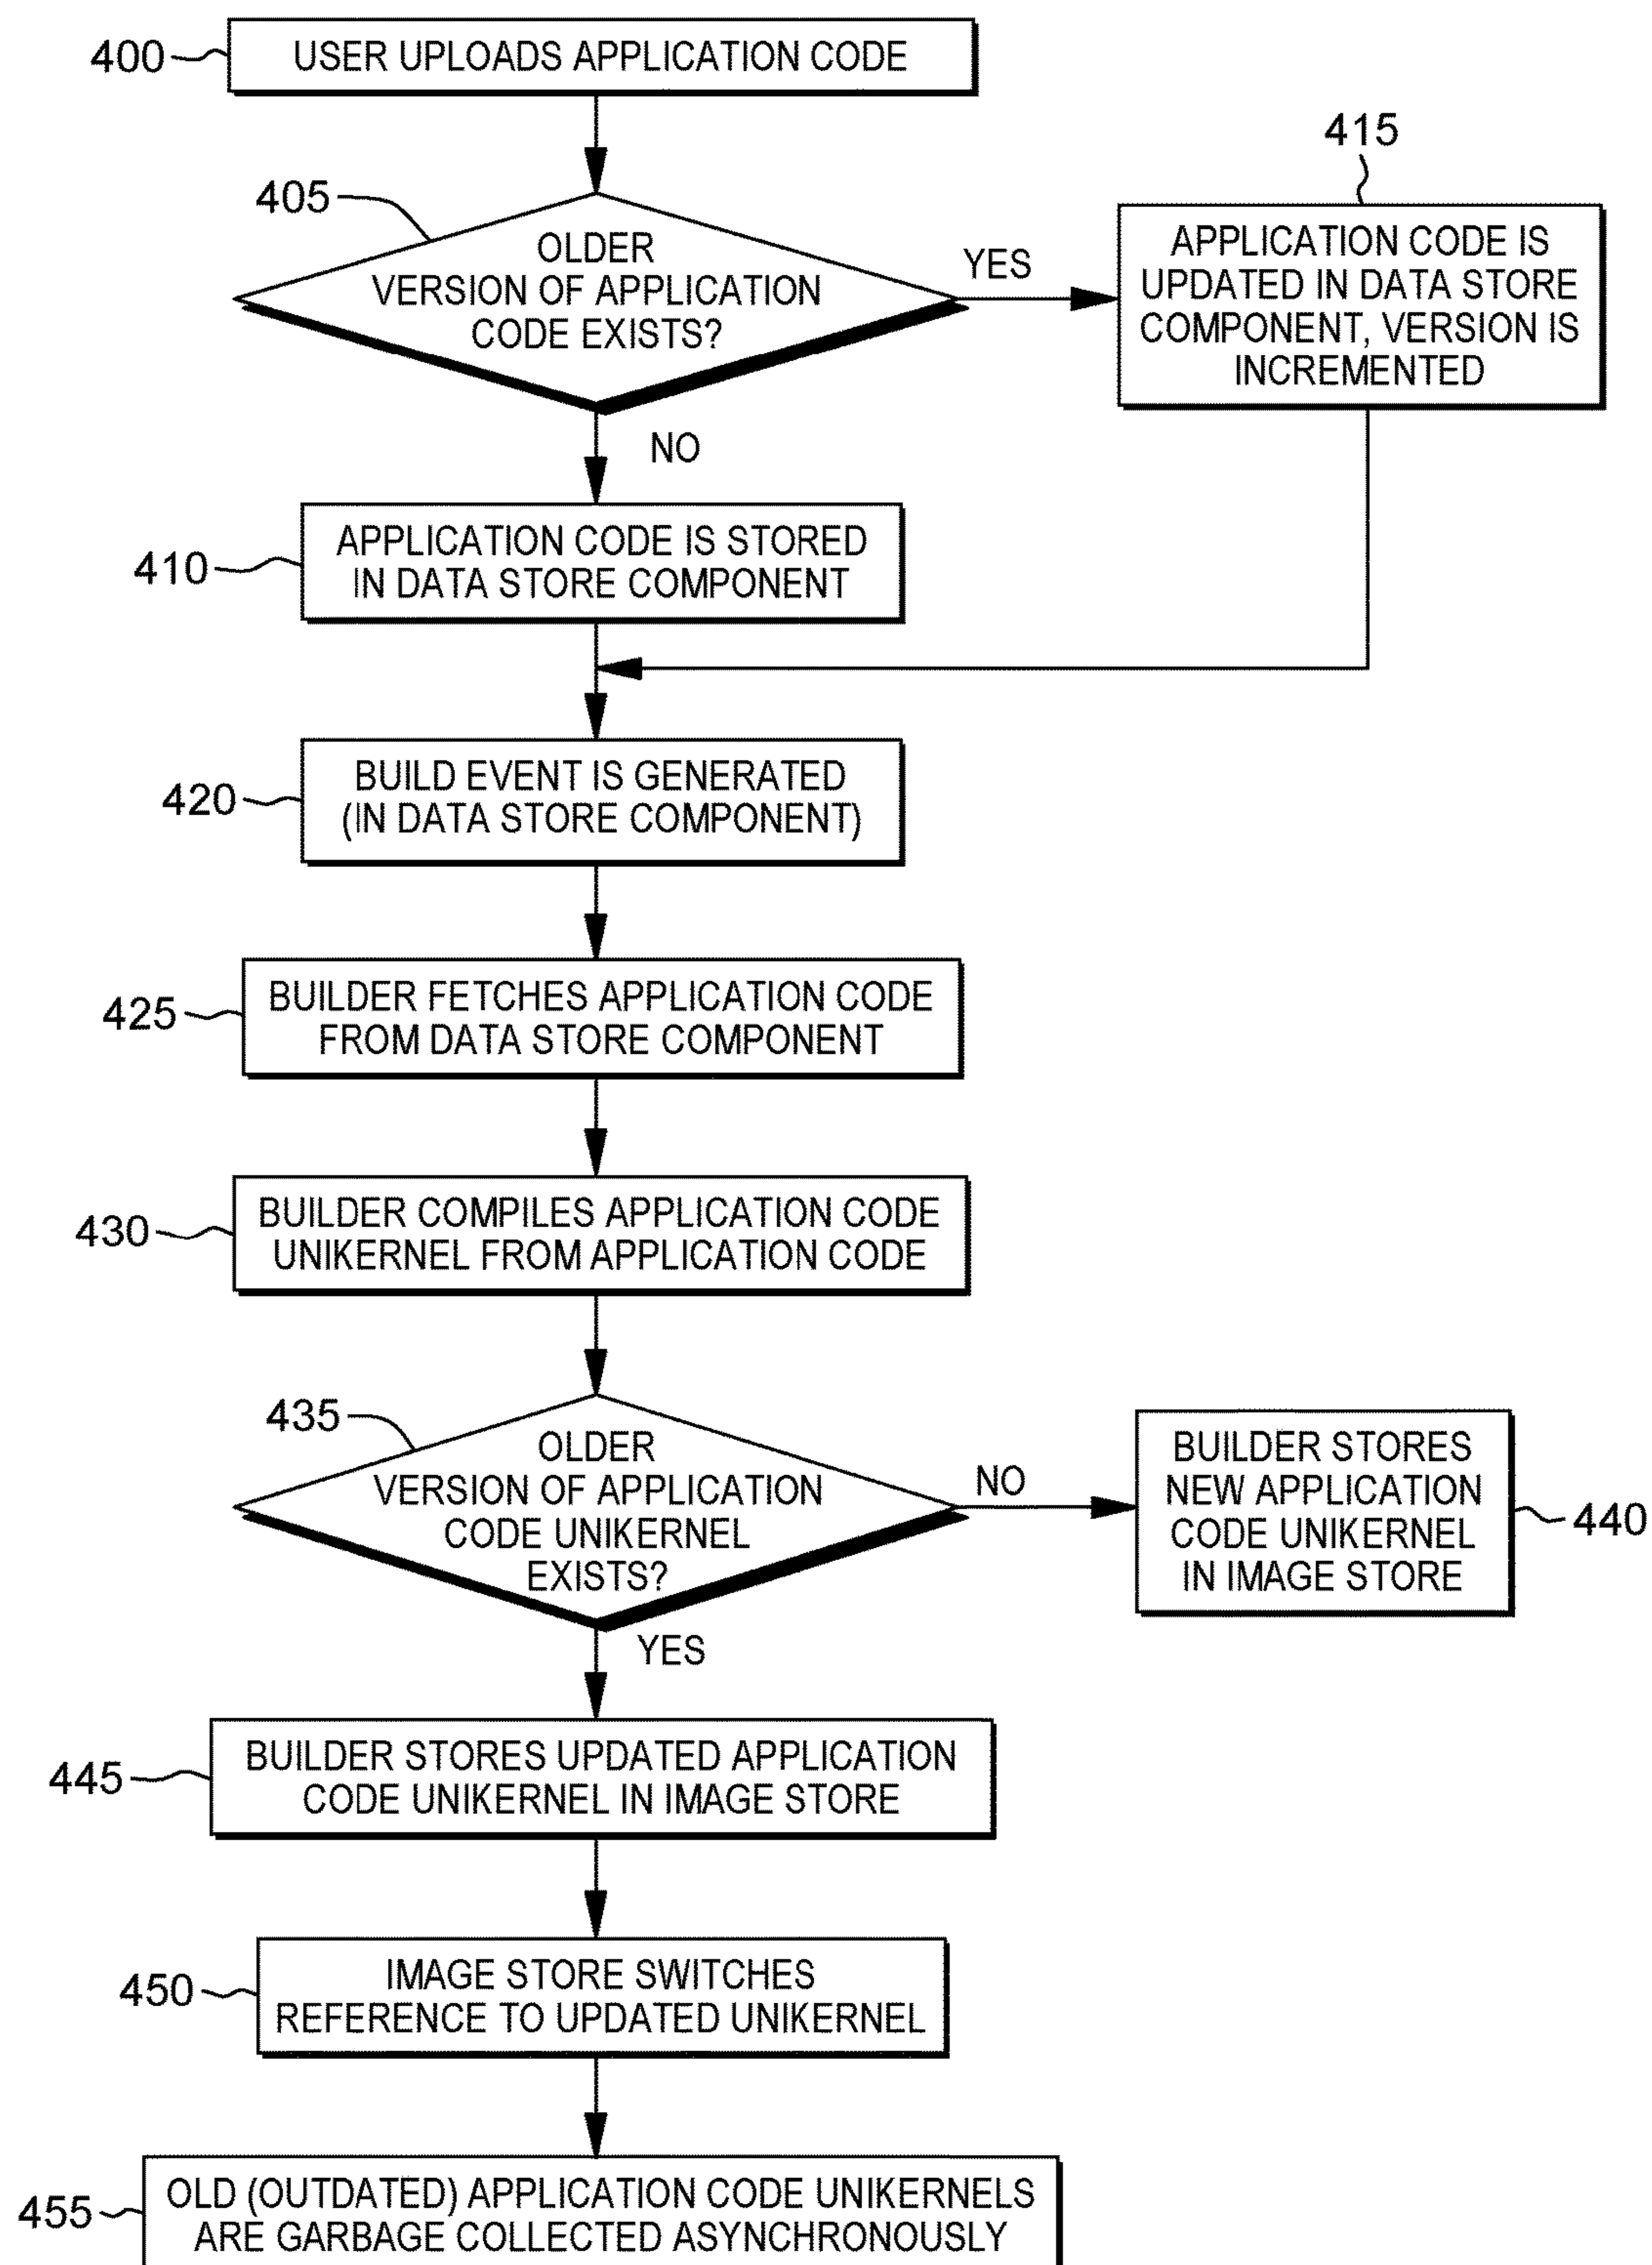 400
USER UPLOADS APPLICATION CODE
405
OLDER
VERSION OF APPLICATION
CODE EXISTS?
YES
415
APPLICATION CODE IS
UPDATED IN DATA STORE
COMPONENT, VERSION IS
INCREMENTED
NO
410
APPLICATION CODE IS STORED
IN DATA STORE COMPONENT
420
BUILD EVENT IS GENERATED
(IN DATA STORE COMPONENT)
425
BUILDER FETCHES APPLICATION CODE
FROM DATA STORE COMPONENT
430
BUILDER COMPILES APPLICATION CODE
UNIKERNEL FROM APPLICATION CODE
435
OLDER
VERSION OF APPLICATION
CODE UNIKERNEL
EXISTS?
NO
BUILDER STORES
NEW APPLICATION
CODE UNIKERNEL
IN IMAGE STORE
440
YES
445
BUILDER STORES UPDATED APPLICATION
CODE UNIKERNEL IN IMAGE STORE
450
IMAGE STORE SWITCHES
REFERENCE TO UPDATED UNIKERNEL
455
OLD (OUTDATED) APPLICATION CODE UNIKERNELS
ARE GARBAGE COLLECTED ASYNCHRONOUSLY